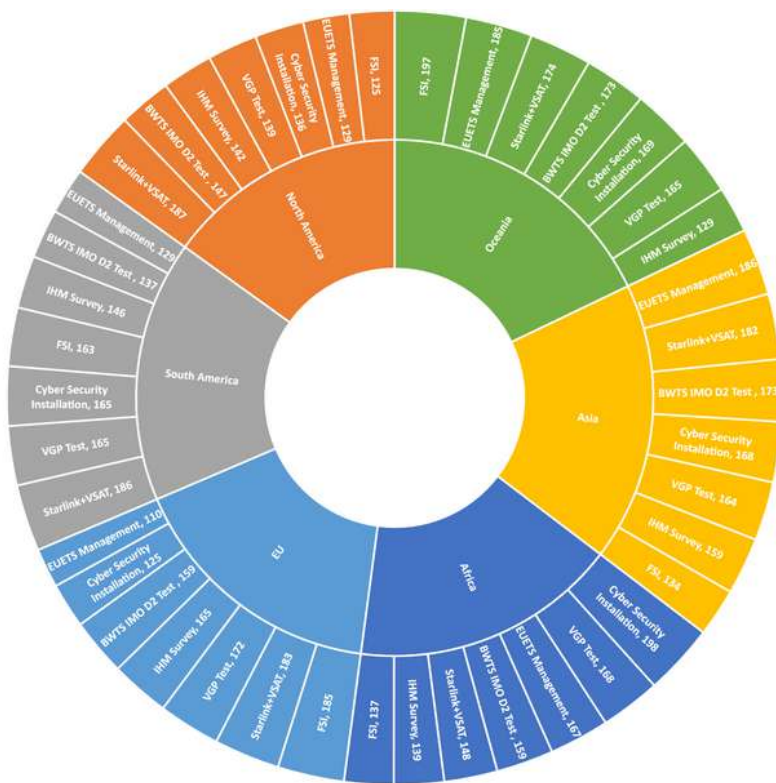 Oceania
FSI, 197
EUETS Management, 185
Starlink+VSAT, 174
BWTS IMO D2 Test , 173
Cyber Security
Installation, 169
VGP Test, 165
IHM Survey, 129
Asia
EUETS Management, 186
Starlink+VSAT, 182
BWTS IMO D2 Test , 173
Cyber Security
Installation, 168
VGP Test, 164
IHM Survey, 159
FSI, 134
Africa
Cyber Security
Installation, 198
VGP Test, 168
EUETS Management, 167
BWTS IMO D2 Test , 159
Starlink+VSAT, 148
IHM Survey, 139
FSI, 137
EU
FSI, 185
Starlink+VSAT, 183
VGP Test, 172
IHM Survey, 165
BWTS IMO D2 Test , 159
Cyber Security
Installation, 125
EUETS Management, 110
South America
Starlink+VSAT, 186
VGP Test, 165
Cyber Security
Installation, 165
FSI, 163
IHM Survey, 146
BWTS IMO D2 Test , 137
EUETS Management, 129
North America
Starlink+VSAT, 187
BWTS IMO D2 Test , 147
IHM Survey, 142
VGP Test, 139
Cyber Security
Installation, 136
EUETS Management, 129
FSI, 125